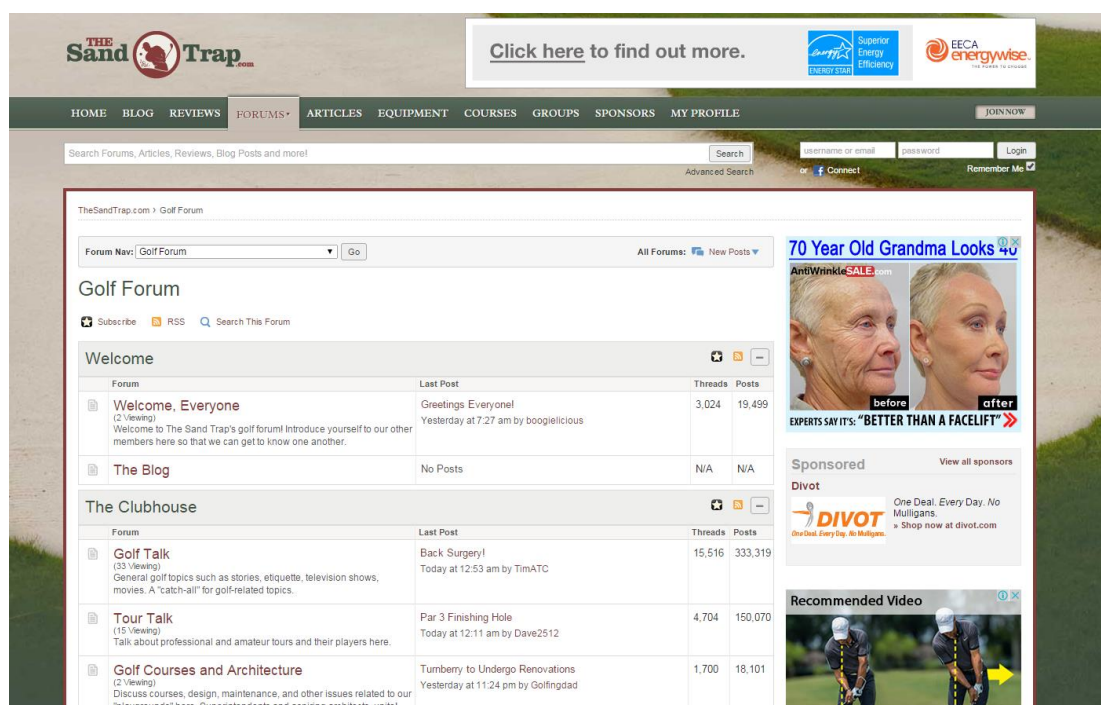 THE
Sand Trap.com
Click here to find out more.
ENERGY STAR
Superior
Energy
Efficiency
EECA
energywise
THE POWER TO CHOOSE
HOME BLOG REVIEWS FORUMS ARTICLES EQUIPMENT COURSES GROUPS SPONSORS MY PROFILE JOIN NOW
Search Forums, Articles, Reviews, Blog Posts and more! Search username or email password Login
Advanced Search or Connect Remember Me
TheSandTrap.com › Golf Forum
Forum Nav: Golf Forum Go All Forums: New Posts
Golf Forum
Subscribe RSS Search This Forum
Welcome
Forum Last Post Threads Posts
Welcome, Everyone Greetings Everyone! 3,024 19,499
(2 Viewing) Yesterday at 7:27 am by boogielicious
Welcome to The Sand Trap's golf forum! Introduce yourself to our other
members here so that we can get to know one another.
The Blog No Posts N/A N/A
The Clubhouse
Forum Last Post Threads Posts
Golf Talk Back Surgery! 15,516 333,319
(33 Viewing) Today at 12:53 am by TimATC
General golf topics such as stories, etiquette, television shows,
movies. A "catch-all" for golf-related topics.
Tour Talk Par 3 Finishing Hole 4,704 150,070
(15 Viewing) Today at 12:11 am by Dave2512
Talk about professional and amateur tours and their players here.
Golf Courses and Architecture Turnberry to Undergo Renovations 1,700 18,101
(2 Viewing) Yesterday at 11:24 pm by Golfingdad
Discuss courses, design, maintenance, and other issues related to our
"playgrounds" here. Superintendents and aspiring architects, unite!
70 Year Old Grandma Looks 40
AntiWrinkleSALE.com
before after
EXPERTS SAY IT'S: "BETTER THAN A FACELIFT"
Sponsored View all sponsors
Divot
DIVOT
One Deal. Every Day. No Mulligans.
One Deal. Every Day. No
Mulligans.
» Shop now at divot.com
Recommended Video